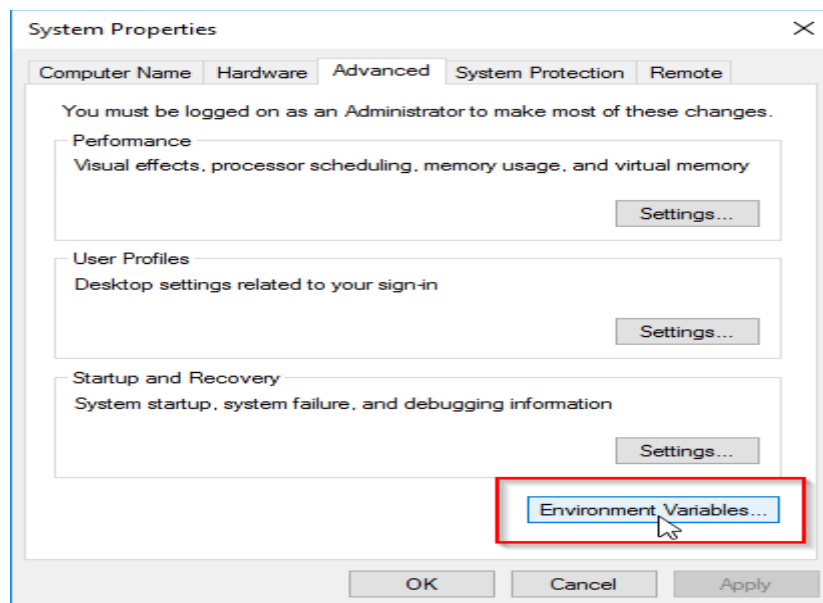 System Properties
Computer Name Hardware Advanced System Protection Remote
You must be logged on as an Administrator to make most of these changes.
Performance
Visual effects, processor scheduling, memory usage, and virtual memory
Settings...
User Profiles
Desktop settings related to your sign-in
Settings...
Startup and Recovery
System startup, system failure, and debugging information
Settings...
Environment Variables...
OK Cancel Apply